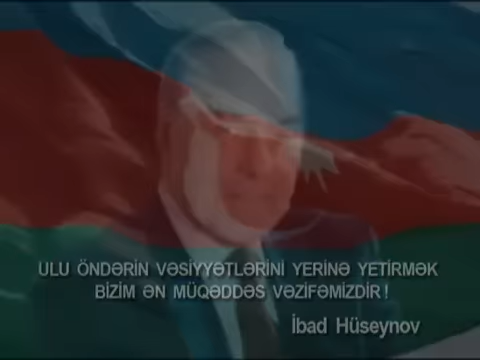 ULU ÖNDƏRİN VƏSİYYƏTLƏRİNİ YERİNƏ YETİRMƏK
BİZİM ƏN MÜQƏDDƏS VƏZİFƏMİZDİR!
İbad Hüseynov